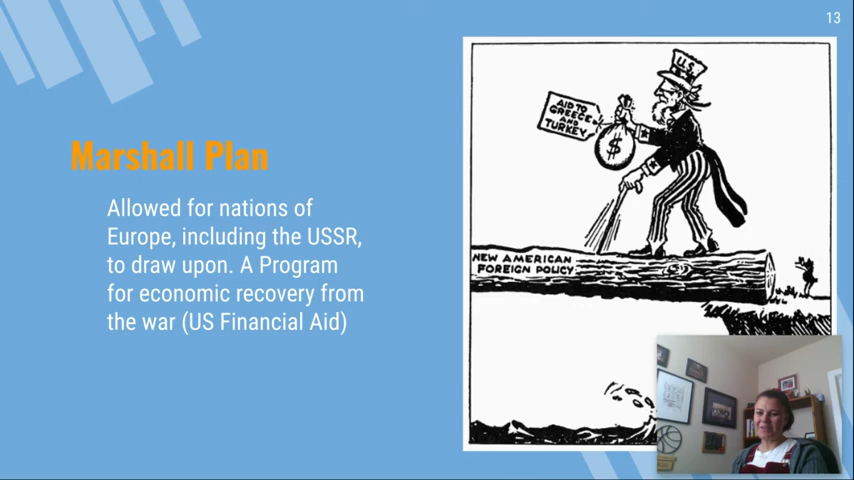 13
Marshall Plan
Allowed for nations of
Europe, including the USSR,
to draw upon. A Program
for economic recovery from
the war (US Financial Aid)
U.S.
AID TO
GREECE
AND
TURKEY
$
NEW AMERICAN
FOREIGN POLICY